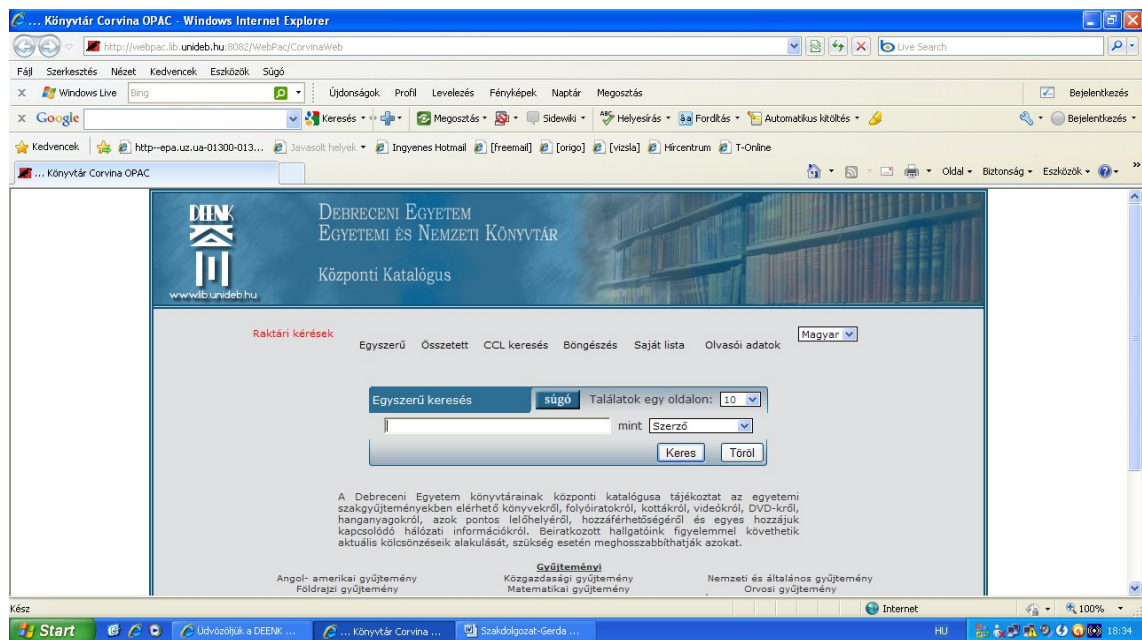 ... Könyvtár Corvina OPAC - Windows Internet Explorer
http://webpac.lib.unideb.hu:8082/WebPac/CorvinaWeb
Live Search
Fájl Szerkesztés Nézet Kedvencek Eszközök Súgó
x Windows Live Bing Újdonságok Profil Levelezés Fényképek Naptár Megosztás Bejelentkezés
x Google Keresés Megosztás Sidewiki Helyesírás Fordítás Automatikus kitöltés Bejelentkezés
Kedvencek http--epa.uz.ua-01300-013... Javasolt helyek Ingyenes Hotmail [freemail] [origo] [vizsla] Hírcentrum T-Online
... Könyvtár Corvina OPAC Oldal Biztonság Eszközök
DEENK
www.lib.unideb.hu
DEBRECENI EGYETEM
EGYETEMI ÉS NEMZETI KÖNYVTÁR
Központi Katalógus
Raktári kérések Egyszerű Összetett CCL keresés Böngészés Saját lista Olvasói adatok Magyar
Egyszerű keresés súgó Találatok egy oldalon: 10
mint Szerző
Keres Töröl
A Debreceni Egyetem könyvtárainak központi katalógusa tájékoztat az egyetemi
szakgyűjteményekben elérhető könyvekről, folyóiratokról, kottákról, videókról, DVD-kről,
hanganyagokról, azok pontos lelőhelyéről, hozzáférhetőségéről és egyes hozzájuk
kapcsolódó hálózati információkról. Beiratkozott hallgatóink figyelemmel követhetik
aktuális kölcsönzéseik alakulását, szükség esetén meghosszabbíthatják azokat.
Gyűjteményi
Angol- amerikai gyűjtemény Közgazdasági gyűjtemény Nemzeti és általános gyűjtemény
Földrajzi gyűjtemény Matematikai gyűjtemény Orvosi gyűjtemény
Kész Internet 100%
Start Üdvözöljük a DEENK ... ... Könyvtár Corvina ... Szakdolgozat-Gerda ... HU 18:34